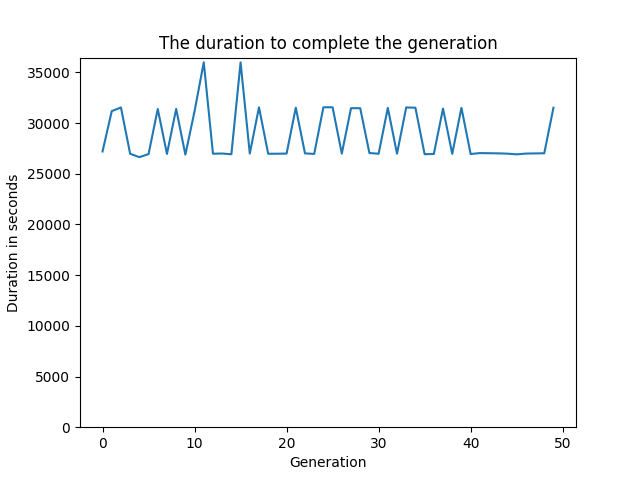 The duration to complete the generation
35000
30000
25000
20000
15000
10000
5000
0
Duration in seconds
0 10 20 30 40 50
Generation